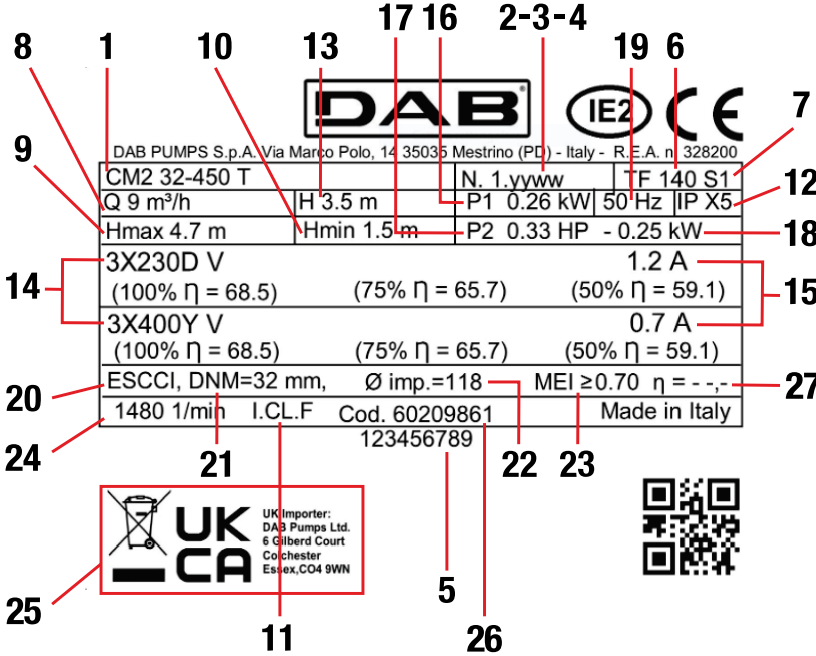 17 16 2-3-4
8 1 10 13 19 6
DAB
IE2 CE
9 7
DAB PUMPS S.p.A. Via Marco Polo, 14 35035 Mestrino (PD) - Italy - R.E.A. n. 328200
CM2 32-450 T N. 1.yyww TF 140 S1
12
Q 9 m³/h H 3.5 m P1 0.26 kW 50 Hz IP X5
Hmax 4.7 m Hmin 1.5 m P2 0.33 HP - 0.25 kW
18
3X230D V 1.2 A
14 15
(100% η = 68.5) (75% η = 65.7) (50% η = 59.1)
3X400Y V 0.7 A
(100% η = 68.5) (75% η = 65.7) (50% η = 59.1)
20 ESCCI, DNM=32 mm, Ø imp.=118 MEI ≥0.70 η = - -,- 27
1480 1/min I.CL.F Cod. 60209861 Made in Italy
123456789
24 21 22 23
UK
CA
UK Importer:
DAB Pumps Ltd.
6 Gilberd Court
Colchester
Essex,CO4 9WN
25 5
11 26